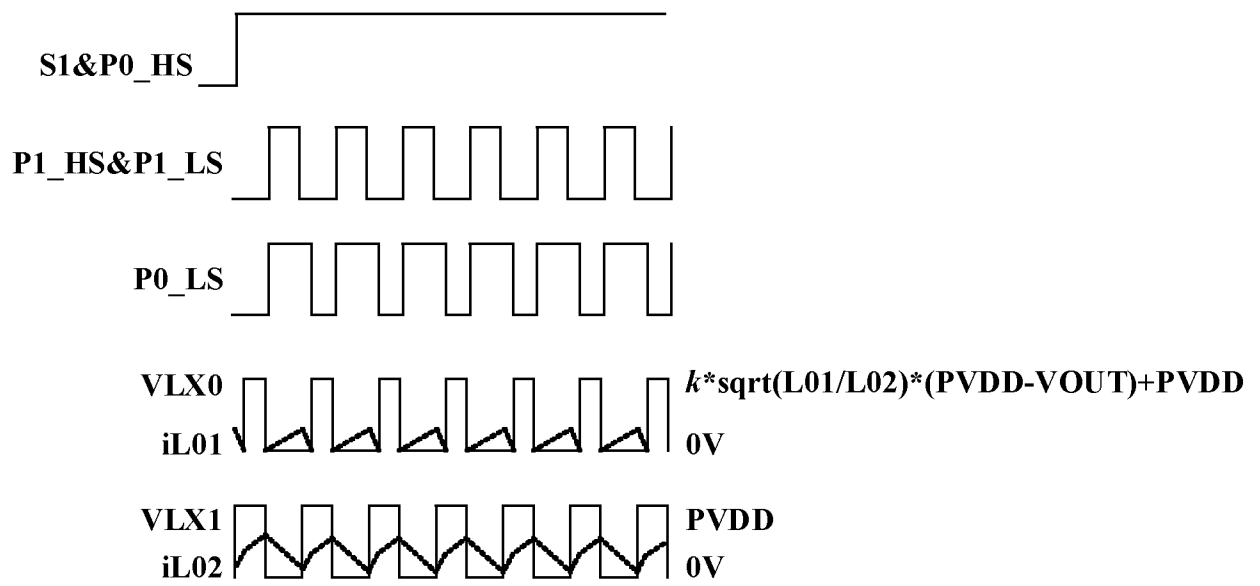 S1&P0_HS
P1_HS&P1_LS
P0_LS
VLX0
k*sqrt(L01/L02)*(PVDD-VOUT)+PVDD
iL01
0V
VLX1
PVDD
iL02
0V